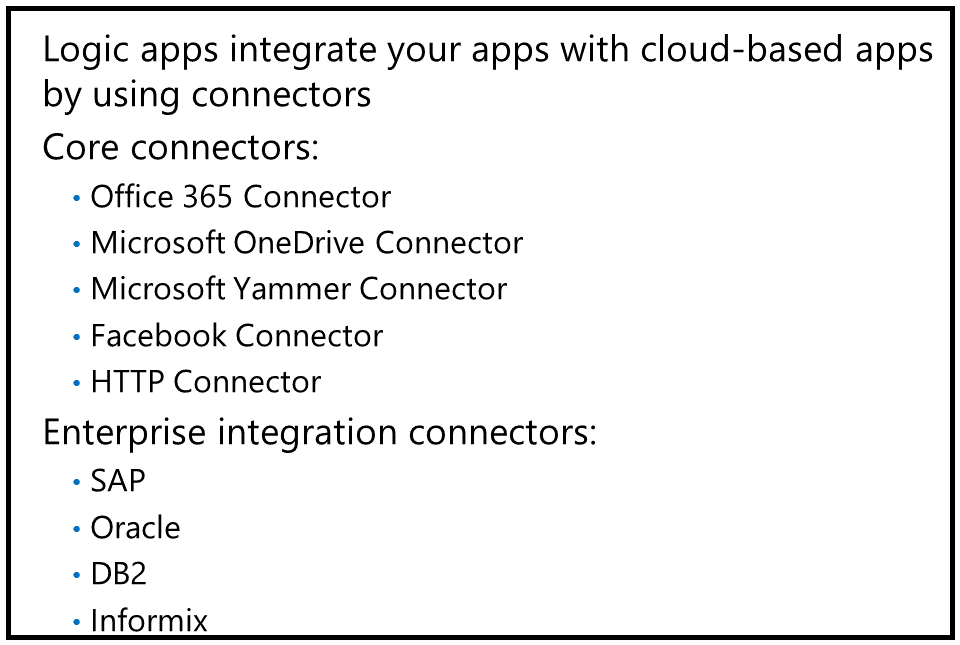 Logic apps integrate your apps with cloud-based apps
by using connectors
Core connectors:
• Office 365 Connector
• Microsoft OneDrive Connector
• Microsoft Yammer Connector
• Facebook Connector
• HTTP Connector
Enterprise integration connectors:
• SAP
• Oracle
• DB2
• Informix